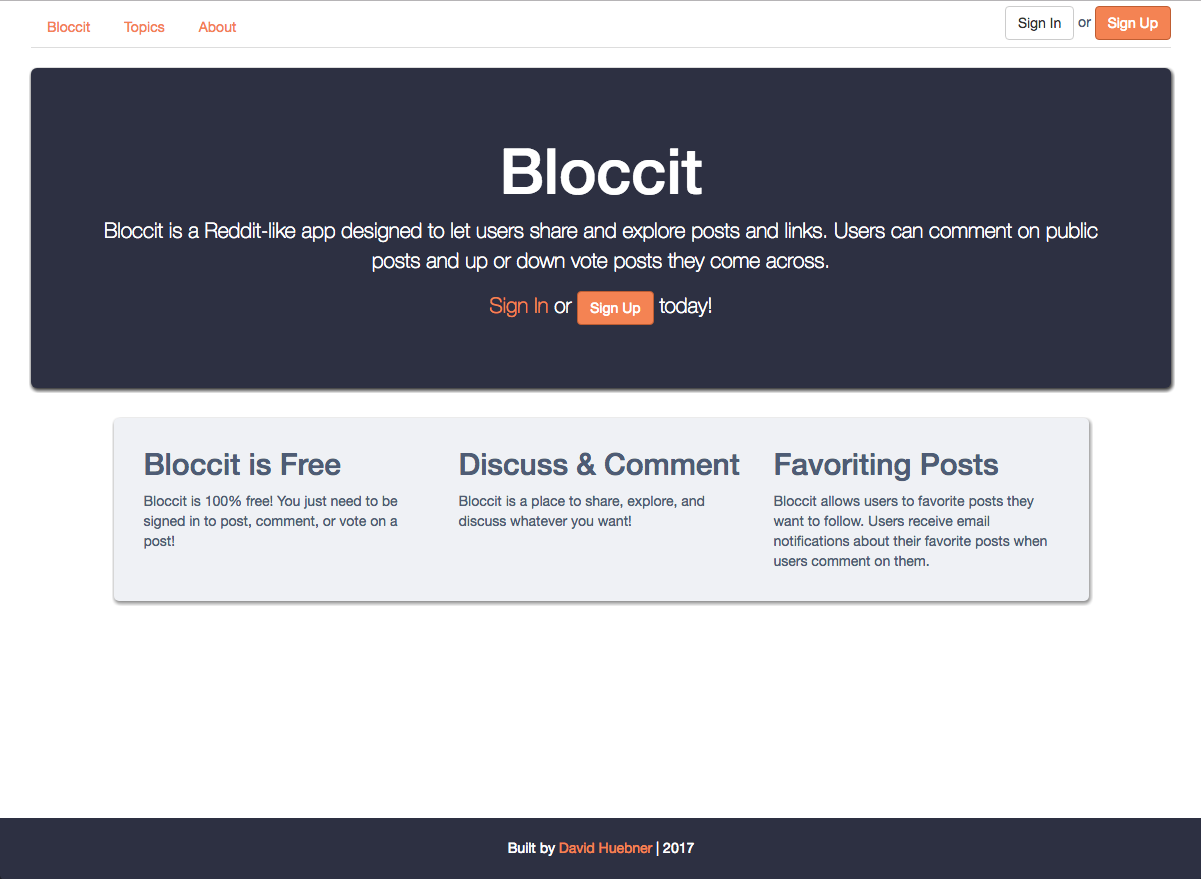 Bloccit Topics About Sign In or Sign Up
Bloccit
Bloccit is a Reddit-like app designed to let users share and explore posts and links. Users can comment on public
posts and up or down vote posts they come across.
Sign In or Sign Up today!
Bloccit is Free
Bloccit is 100% free! You just need to be
signed in to post, comment, or vote on a
post!
Discuss & Comment
Bloccit is a place to share, explore, and
discuss whatever you want!
Favoriting Posts
Bloccit allows users to favorite posts they
want to follow. Users receive email
notifications about their favorite posts when
users comment on them.
Built by David Huebner | 2017